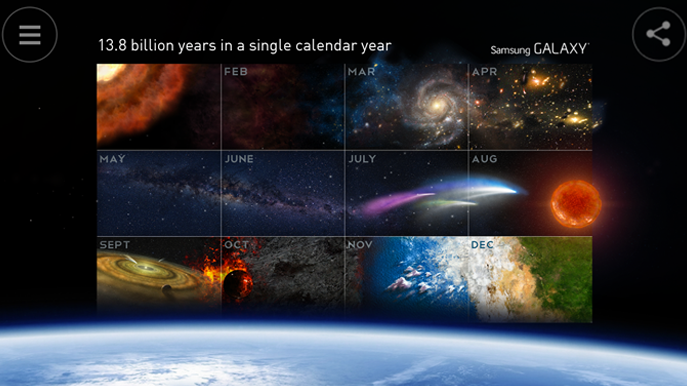 13.8 billion years in a single calendar year
Samsung GALAXY
FEB MAR APR
MAY JUNE JULY AUG
SEPT OCT NOV DEC